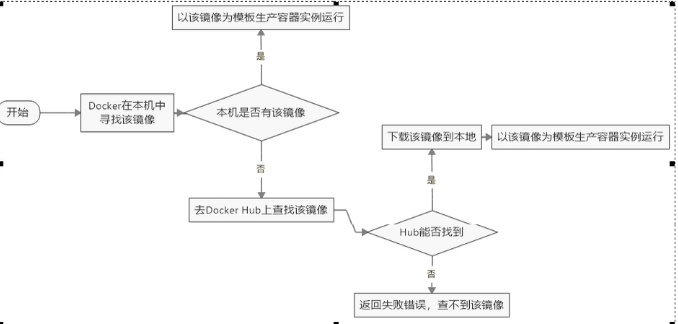 以该镜像为模板生产容器实例运行
是
开始
Docker在本机中
寻找该镜像
本机是否有该镜像
否
去Docker Hub上查找该镜像
下载该镜像到本地
以该镜像为模板生产容器实例运行
是
Hub能否找到
否
返回失败错误，查不到该镜像